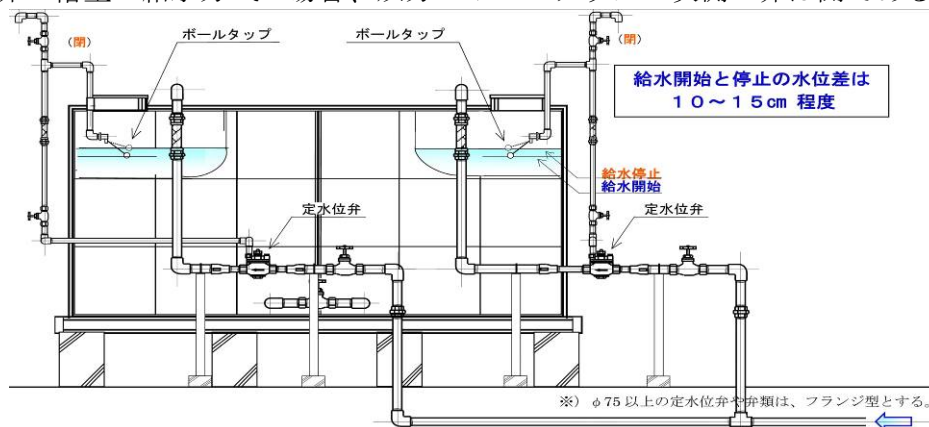 ボールタップ
ボールタップ
(閉)
(閉)
給水開始と停止の水位差は
１０～１５㎝ 程度
給水停止
給水開始
定水位弁
定水位弁
※） φ75 以上の定水位弁や弁類は、フランジ型とする。